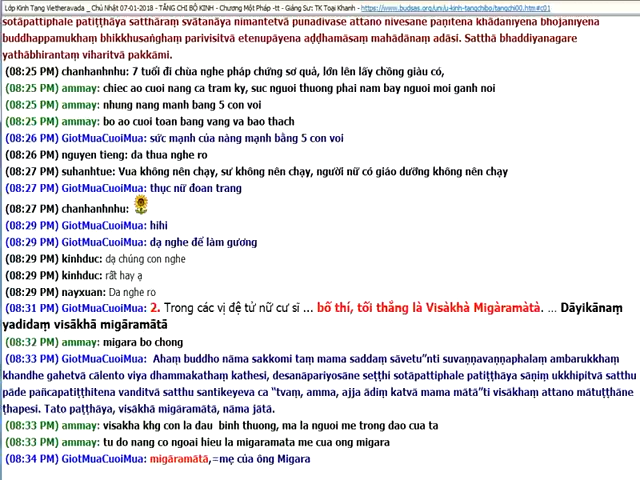 Lớp Kinh Tạng Vietheravada _ Chủ Nhật 07-01-2018 - TĂNG CHI BỘ KINH - Chương Một Pháp -tt - Giảng Sư: TK Toại Khanh - https://www.budsas.org/uni/u-kinh-tangchibo/tangchi00.htm#c01
sotāpattiphale patiṭṭhāya satthāraṃ svātanāya nimantetvā punadivase attano nivesane paṇītena khādanīyena bhojanīyena
buddhappamukhaṃ bhikkhusaṅghaṃ parivisitvā etenupāyena aḍḍhamāsaṃ mahādānaṃ adāsi. Satthā bhaddiyanagare
yathābhirantaṃ viharitvā pakkāmi.
(08:25 PM) chanhanhnhu: 7 tuổi đi chùa nghe pháp chứng sơ quả, lớn lên lấy chồng giàu có,
(08:25 PM) ammay: chiec ao cuoi nang ca tram ky, suc nguoi thuong phai nam bay nguoi moi ganh noi
(08:25 PM) ammay: nhung nang manh bang 5 con voi
(08:25 PM) ammay: bo ao cuoi toan bang vang va bao thach
(08:26 PM) GiotMuaCuoiMua: sức mạnh của nàng mạnh bằng 5 con voi
(08:26 PM) nguyen tieng: da thua nghe ro
(08:27 PM) suhanhtue: Vua không nên chạy, sư không nên chạy, người nữ có giáo dưỡng không nên chạy
(08:27 PM) GiotMuaCuoiMua: thục nữ đoan trang
(08:27 PM) chanhanhnhu:
(08:29 PM) GiotMuaCuoiMua: hihi
(08:29 PM) GiotMuaCuoiMua: dạ nghe để làm gương
(08:29 PM) kinhduc: dạ chúng con nghe
(08:29 PM) kinhduc: rất hay ạ
(08:29 PM) nayxuan: Da nghe ro
(08:31 PM) GiotMuaCuoiMua: 2. Trong các vị đệ tử nữ cư sĩ ... bố thí, tối thắng là Visàkhà Migàramàtà. ... Dāyikānaṃ
yadidaṃ visākhā migāramātā
(08:32 PM) ammay: migara bo chong
(08:33 PM) GiotMuaCuoiMua: Ahaṃ buddho nāma sakkomi taṃ mama saddaṃ sāvetu"nti suvaṇṇavaṇṇaphalaṃ ambarukkhaṃ
khandhe gahetvā cālento viya dhammakathaṃ kathesi, desanāpariyosāne seṭṭhi sotāpattiphale patiṭṭhāya sāṇiṃ ukkhipitvā satthu
pāde pañcapatiṭṭhitena vanditvā satthu santikeyeva ca "tvaṃ, amma, ajja ādiṃ katvā mama mātā"ti visākhaṃ attano mātuṭṭhāne
ṭhapesi. Tato paṭṭhāya, visākhā migāramātā, nāma jātā.
(08:33 PM) ammay: visakha khg con la dau binh thuong, ma la nguoi me trong dao cua ta
(08:33 PM) ammay: tu do nang co ngoai hieu la migaramata me cua ong migara
(08:34 PM) GiotMuaCuoiMua: migāramātā,=mẹ của ông Migara